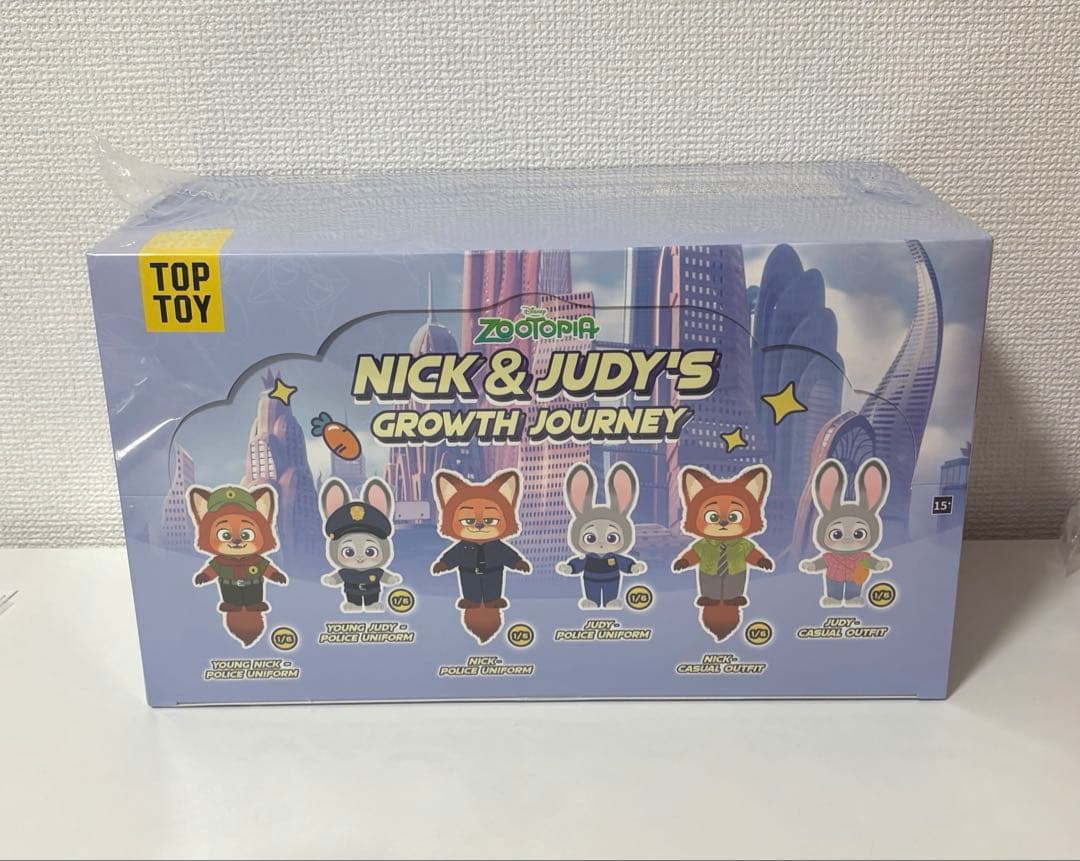 TOP
TOY
Disney
ZOOTOPIA
NICK & JUDY'S
GROWTH JOURNEY
15+
1/6
YOUNG NICK -
POLICE UNIFORM
1/6
YOUNG JUDY -
POLICE UNIFORM
1/6
NICK -
POLICE UNIFORM
1/6
JUDY -
POLICE UNIFORM
1/6
NICK -
CASUAL OUTFIT
1/6
JUDY -
CASUAL OUTFIT